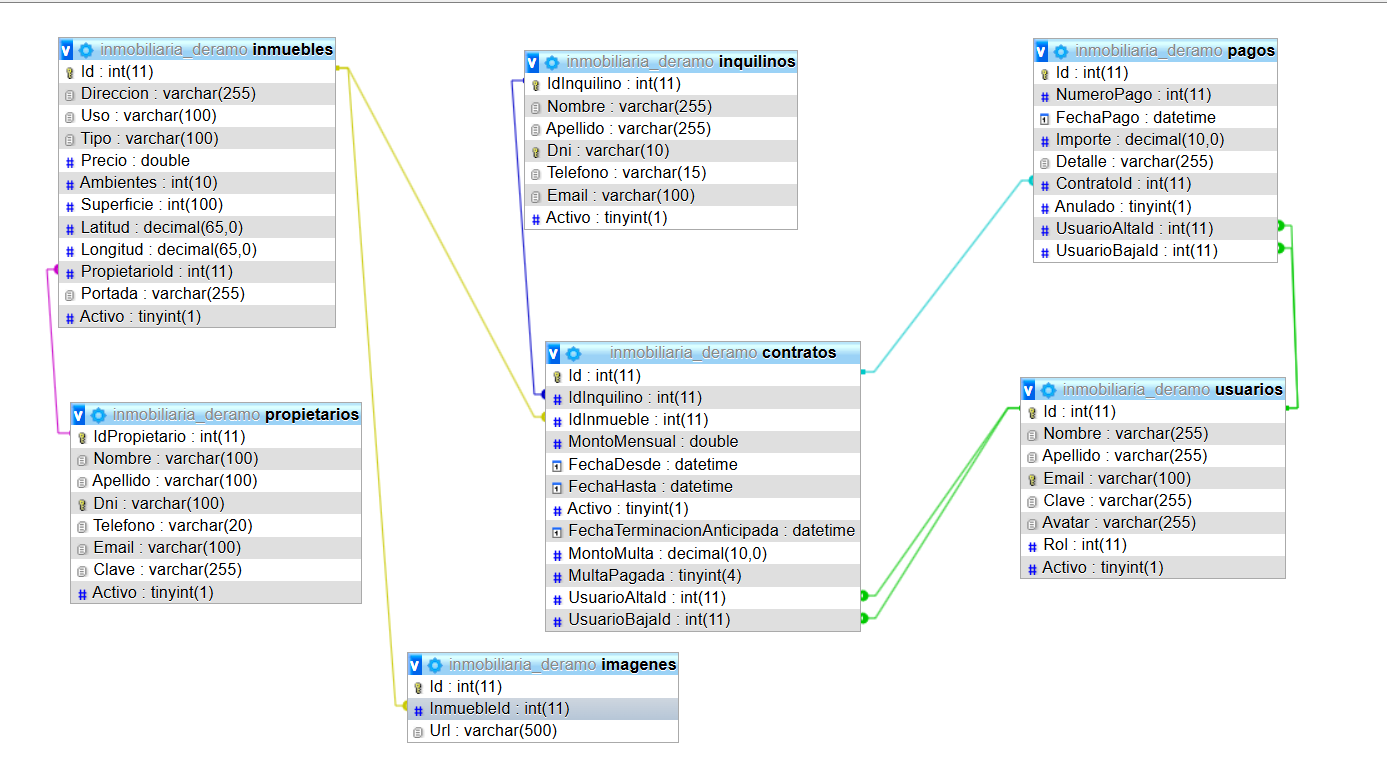 inmobiliaria_deramo inmuebles
Id : int(11)
Direccion : varchar(255)
Uso : varchar(100)
Tipo : varchar(100)
Precio : double
Ambientes : int(10)
Superficie : int(100)
Latitud : decimal(65,0)
Longitud : decimal(65,0)
PropietarioId : int(11)
Portada : varchar(255)
Activo : tinyint(1)
inmobiliaria_deramo inquilinos
IdInquilino : int(11)
Nombre : varchar(255)
Apellido : varchar(255)
Dni : varchar(10)
Telefono : varchar(15)
Email : varchar(100)
Activo : tinyint(1)
inmobiliaria_deramo pagos
Id : int(11)
NumeroPago : int(11)
FechaPago : datetime
Importe : decimal(10,0)
Detalle : varchar(255)
ContratoId : int(11)
Anulado : tinyint(1)
UsuarioAltaId : int(11)
UsuarioBajaId : int(11)
inmobiliaria_deramo propietarios
IdPropietario : int(11)
Nombre : varchar(100)
Apellido : varchar(100)
Dni : varchar(100)
Telefono : varchar(20)
Email : varchar(100)
Clave : varchar(255)
Activo : tinyint(1)
inmobiliaria_deramo contratos
Id : int(11)
IdInquilino : int(11)
IdInmueble : int(11)
MontoMensual : double
FechaDesde : datetime
FechaHasta : datetime
Activo : tinyint(1)
FechaTerminacionAnticipada : datetime
MontoMulta : decimal(10,0)
MultaPagada : tinyint(4)
UsuarioAltaId : int(11)
UsuarioBajaId : int(11)
inmobiliaria_deramo usuarios
Id : int(11)
Nombre : varchar(255)
Apellido : varchar(255)
Email : varchar(100)
Clave : varchar(255)
Avatar : varchar(255)
Rol : int(11)
Activo : tinyint(1)
inmobiliaria_deramo imagenes
Id : int(11)
InmuebleId : int(11)
Url : varchar(500)